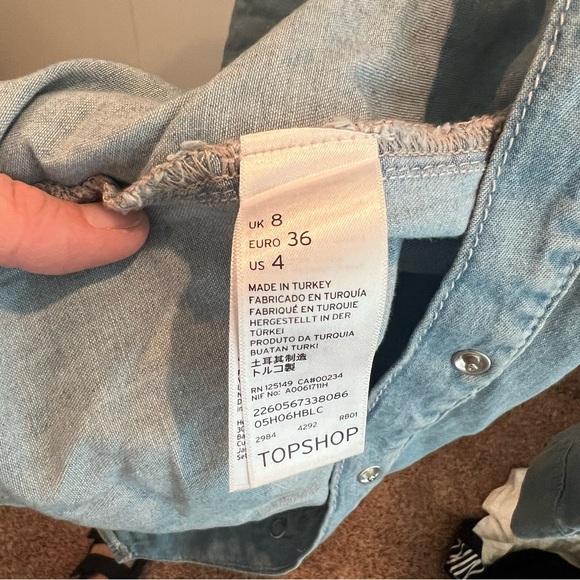 UK 8
EURO 36
US 4
MADE IN TURKEY
FABRICADO EN TURQUÍA
FABRIQUÉ EN TURQUIE
HERGESTELLT IN DER
TÜRKEI
PRODUTO DA TURQUIA
BUATAN TURKI
土耳其制造
トルコ製
RN 125149 CA#00234
NIF No: A0061711H
2260567338086
05H06HBLC
2984 4292 RB01
TOPSHOP